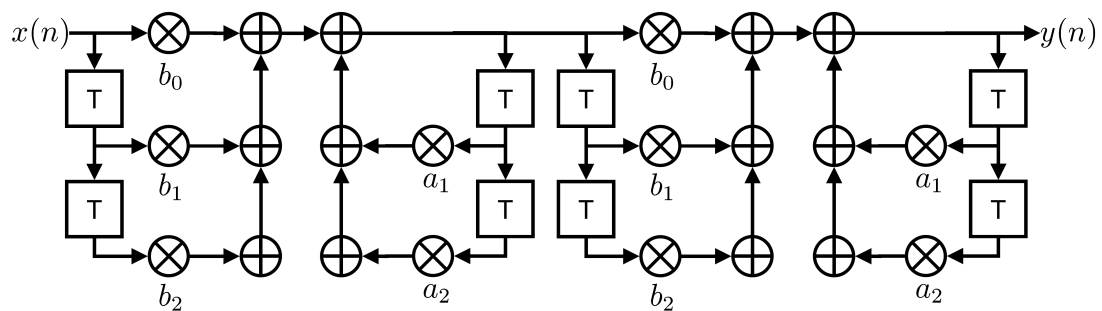 x(n) y(n)
b₀ b₀
T T T T
b₁ a₁ b₁ a₁
T T T T
b₂ a₂ b₂ a₂